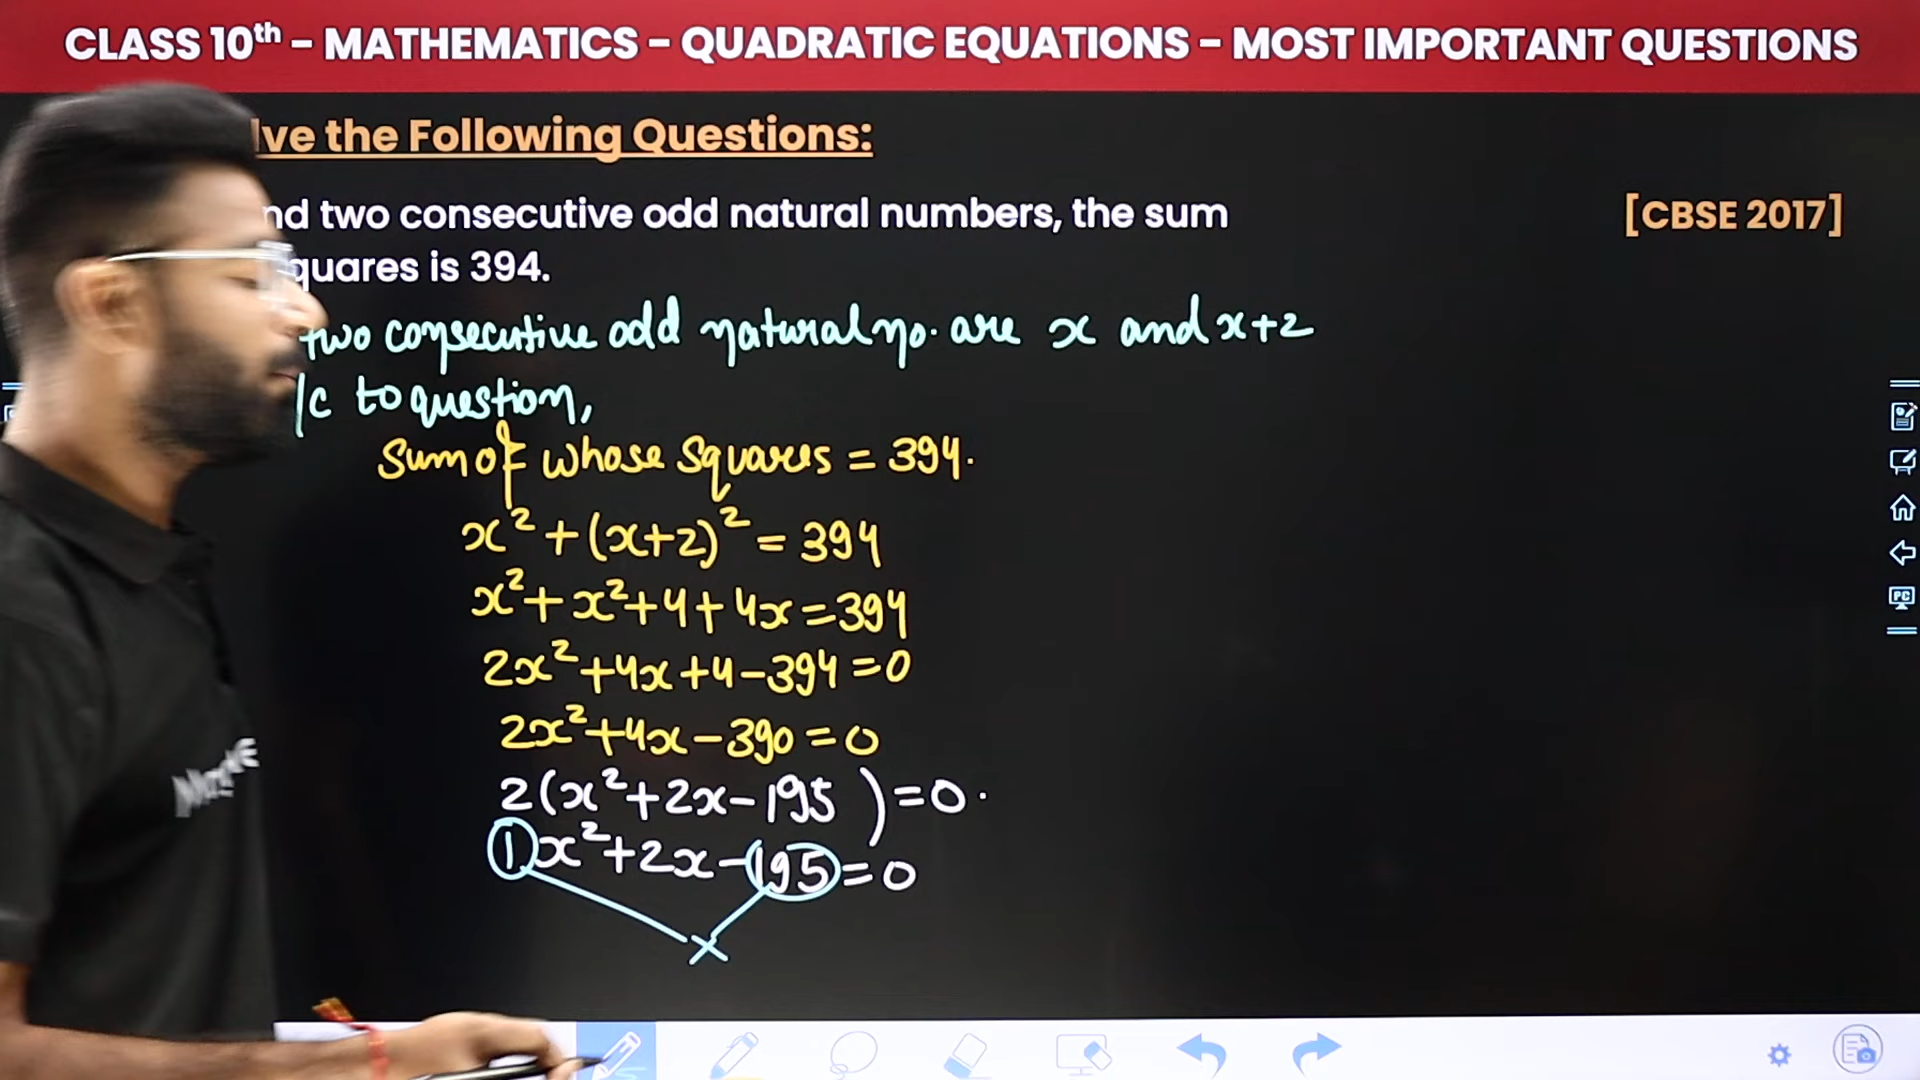 CLASS 10th – MATHEMATICS – QUADRATIC EQUATIONS – MOST IMPORTANT QUESTIONS
lve the Following Questions:
nd two consecutive odd natural numbers, the sum [CBSE 2017]
quares is 394.
two consecutive odd natural no. are x and x+2
/c to question,
Sum of whose squares = 394.
x² + (x+2)² = 394
x² + x² + 4 + 4x = 394
2x² + 4x + 4 - 394 = 0
2x² + 4x - 390 = 0
2(x² + 2x - 195 ) = 0.
1x² + 2x - 195 = 0
×
PC